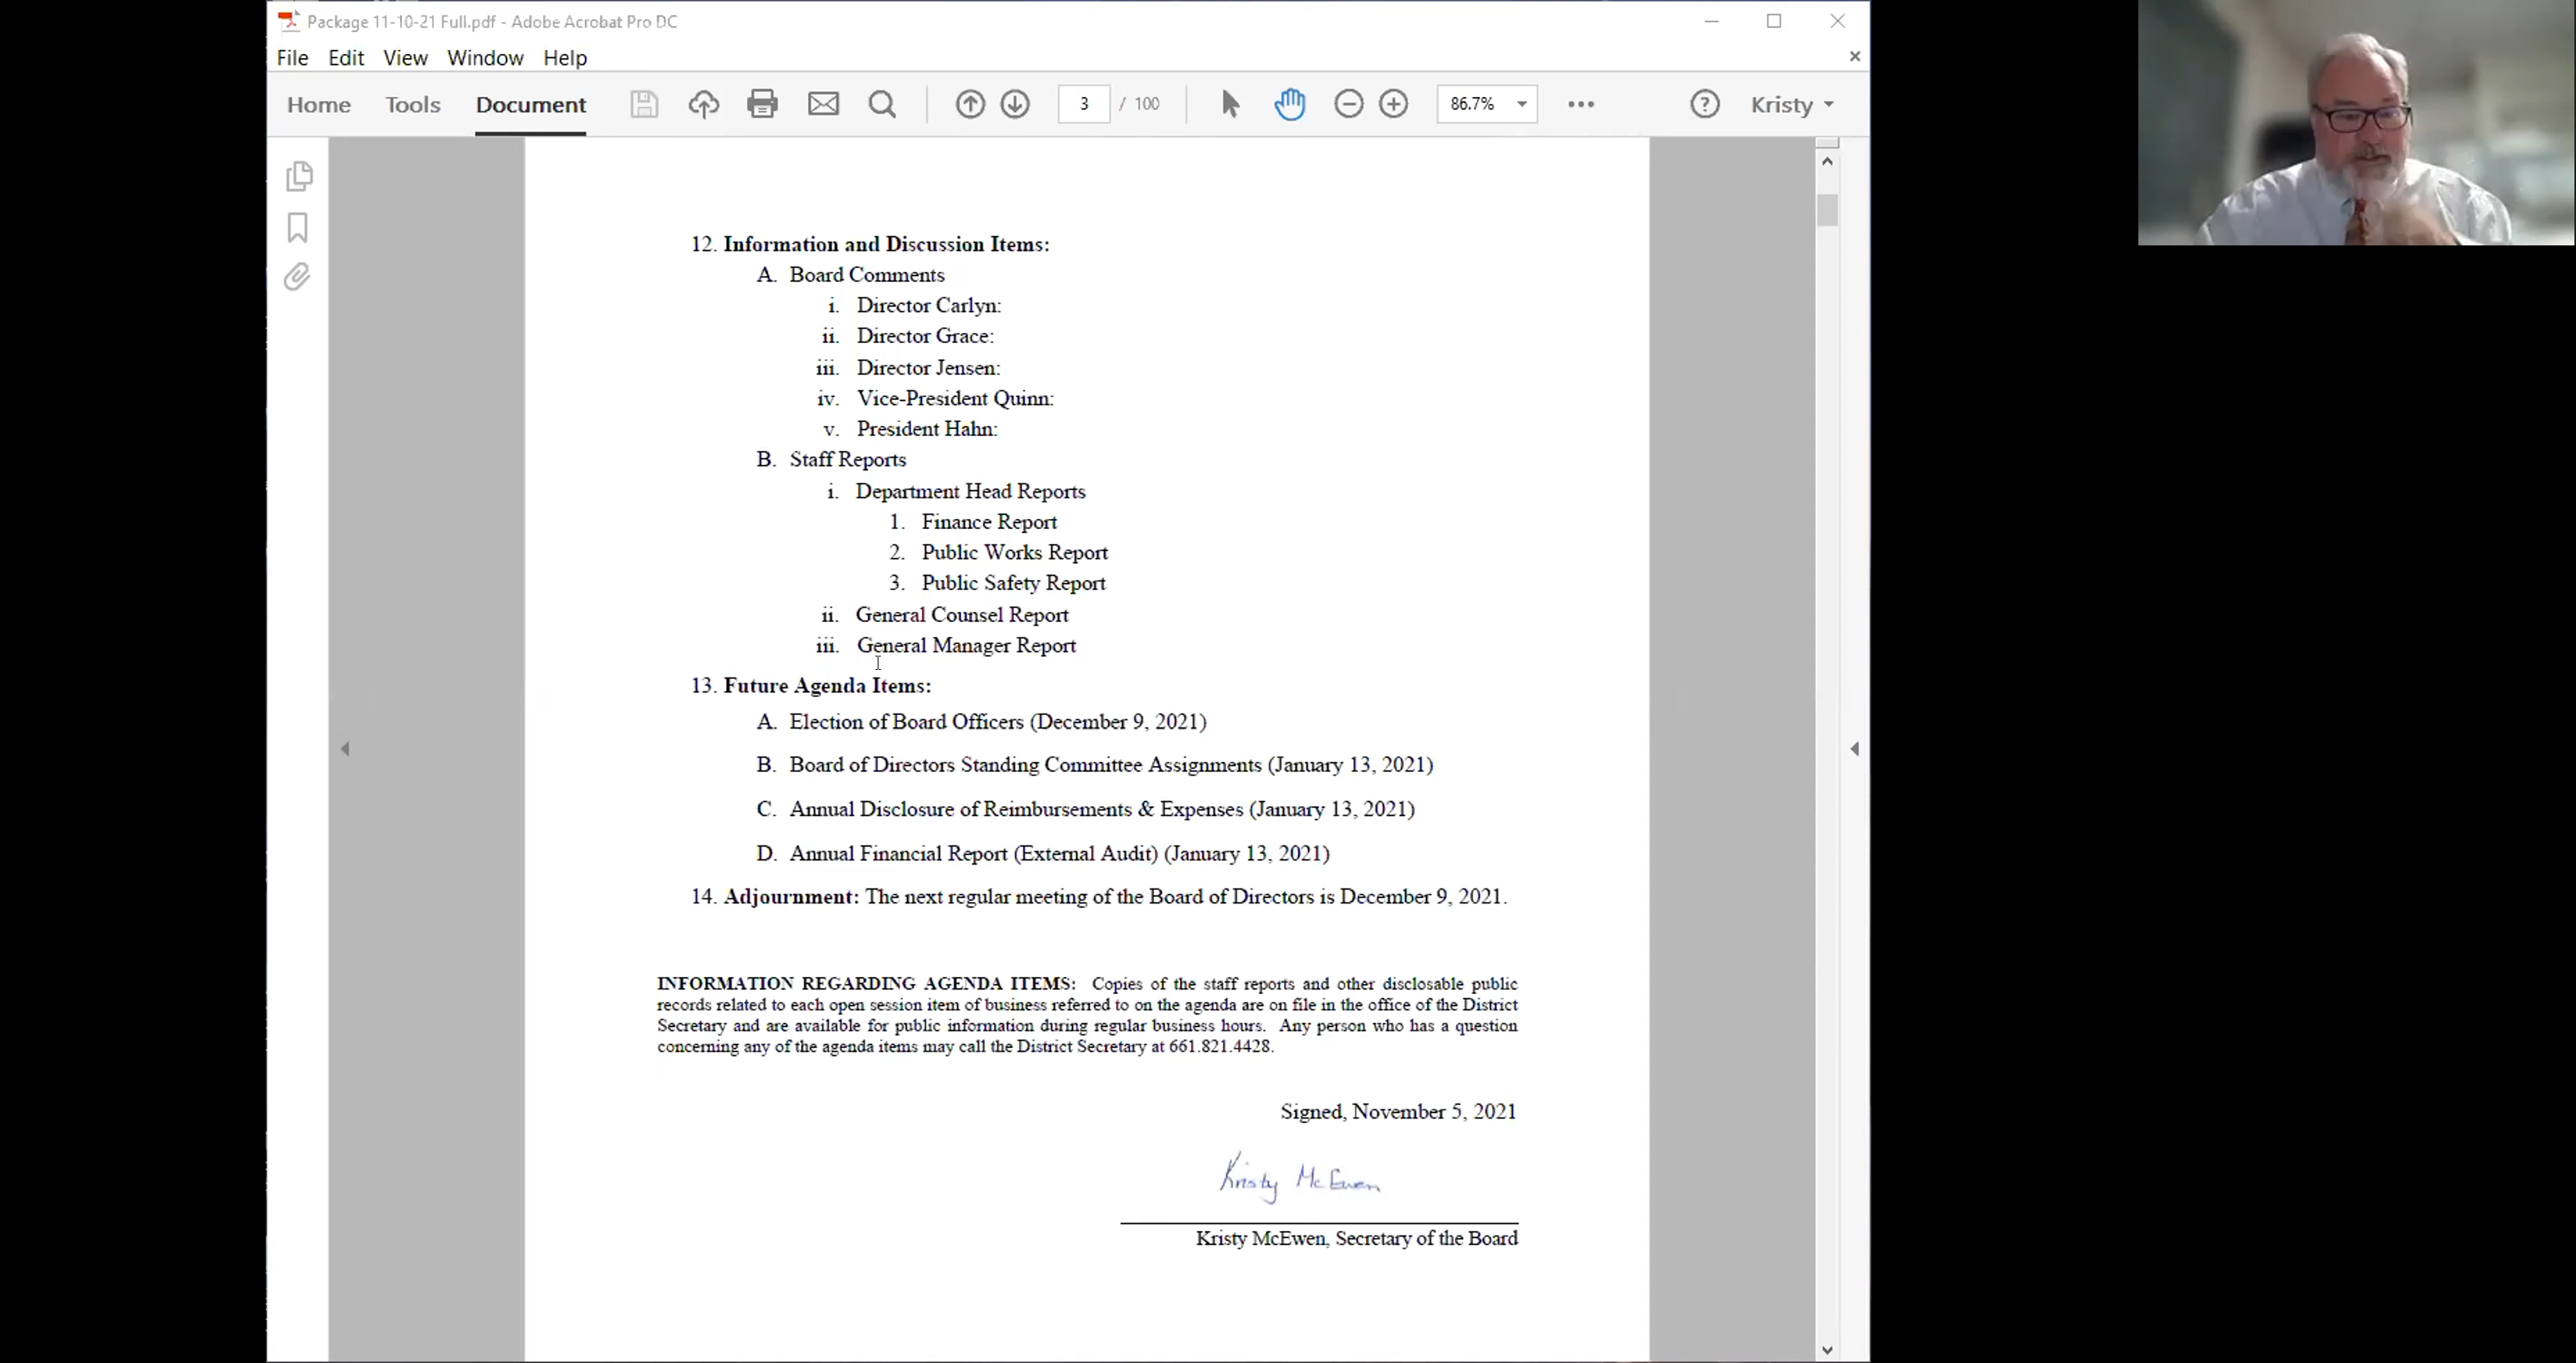 Package 11-10-21 Full.pdf - Adobe Acrobat Pro DC
File Edit View Window Help
Home Tools Document 3 / 100 86.7% Kristy
12. Information and Discussion Items:
A. Board Comments
i. Director Carlyn:
ii. Director Grace:
iii. Director Jensen:
iv. Vice-President Quinn:
v. President Hahn:
B. Staff Reports
i. Department Head Reports
1. Finance Report
2. Public Works Report
3. Public Safety Report
ii. General Counsel Report
iii. General Manager Report
13. Future Agenda Items:
A. Election of Board Officers (December 9, 2021)
B. Board of Directors Standing Committee Assignments (January 13, 2021)
C. Annual Disclosure of Reimbursements & Expenses (January 13, 2021)
D. Annual Financial Report (External Audit) (January 13, 2021)
14. Adjournment: The next regular meeting of the Board of Directors is December 9, 2021.
INFORMATION REGARDING AGENDA ITEMS: Copies of the staff reports and other disclosable public
records related to each open session item of business referred to on the agenda are on file in the office of the District
Secretary and are available for public information during regular business hours. Any person who has a question
concerning any of the agenda items may call the District Secretary at 661.821.4428.
Signed, November 5, 2021
Kristy McEwen
Kristy McEwen, Secretary of the Board